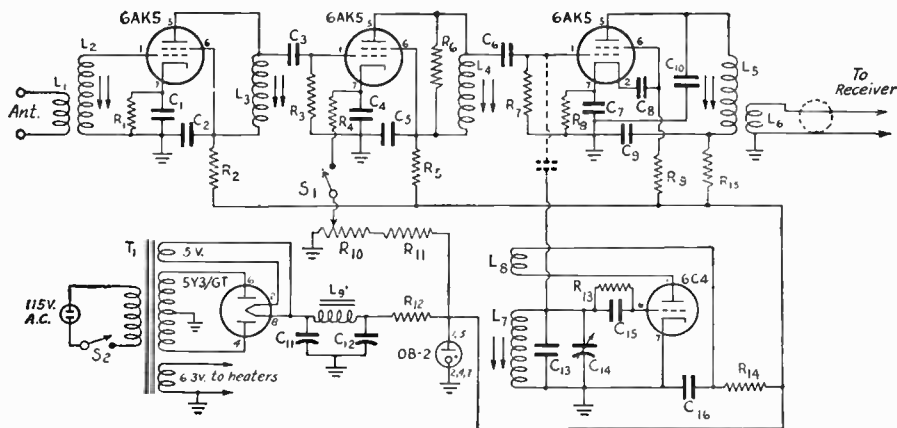 6AK5
6AK5
6AK5
5
5
5
L2
C3
C6
L1
1
6
1
6
R6
1
6
C10
L5
Ant.
L3
L4
To Receiver
7
7
7
2
C8
R1
C1
R3
R4
C4
R7
R8
C7
L6
C2
C5
C9
R2
R5
R9
R15
S1
R10
R11
T1
5 V.
L8
5Y3/GT
6
2
8
4
L9
R12
R13
6C4
1
6
7
115V. A.C.
S2
C11
C12
1,5
OB-2
2,4,7
L7
C15
C13
C14
R14
C16
6.3v. to heaters